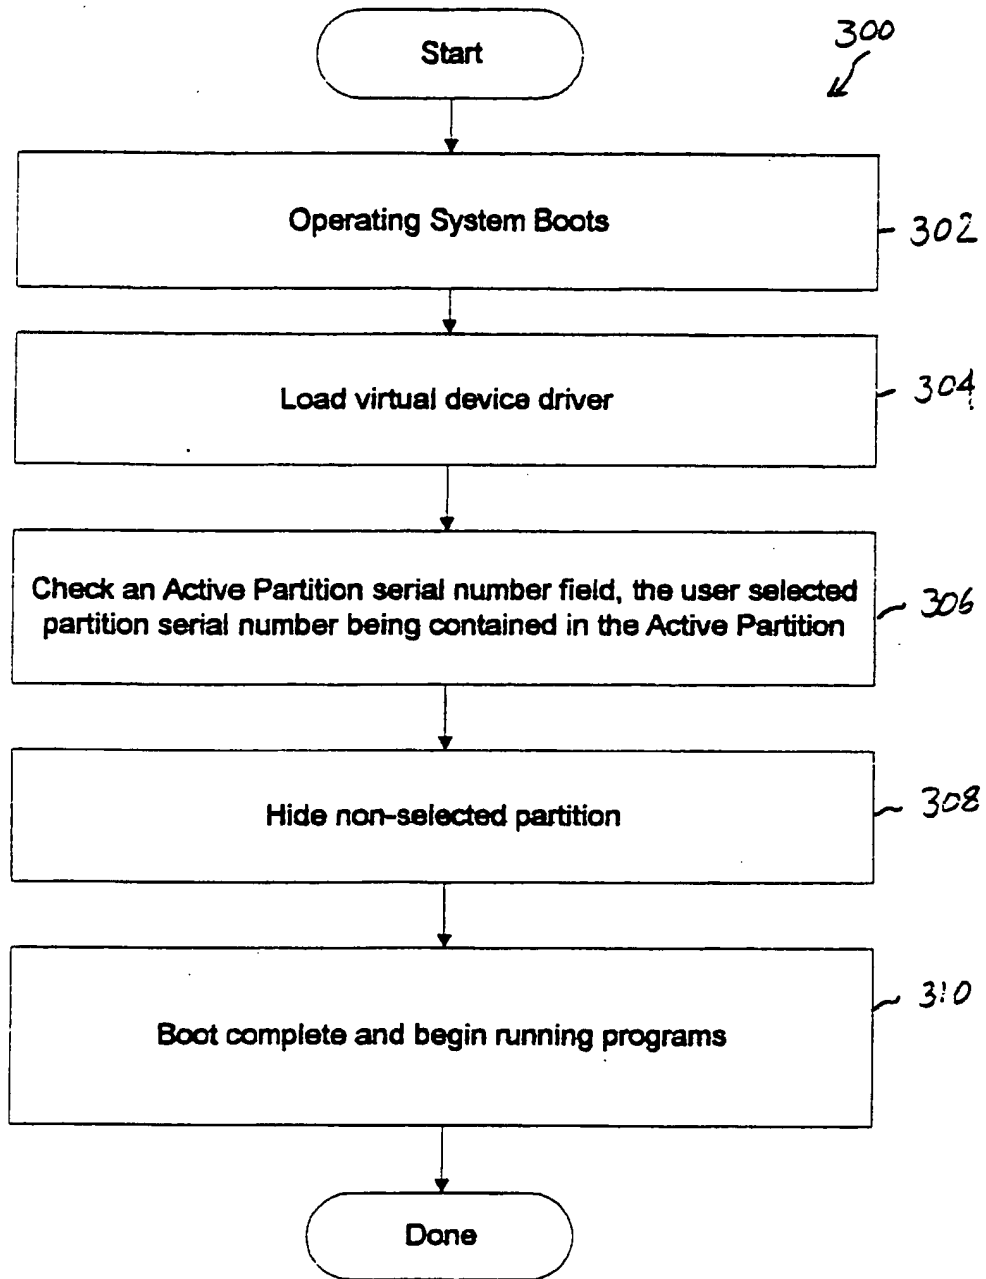 Start
300
Operating System Boots
302
Load virtual device driver
304
Check an Active Partition serial number field, the user selected
partition serial number being contained in the Active Partition
306
Hide non-selected partition
308
Boot complete and begin running programs
310
Done